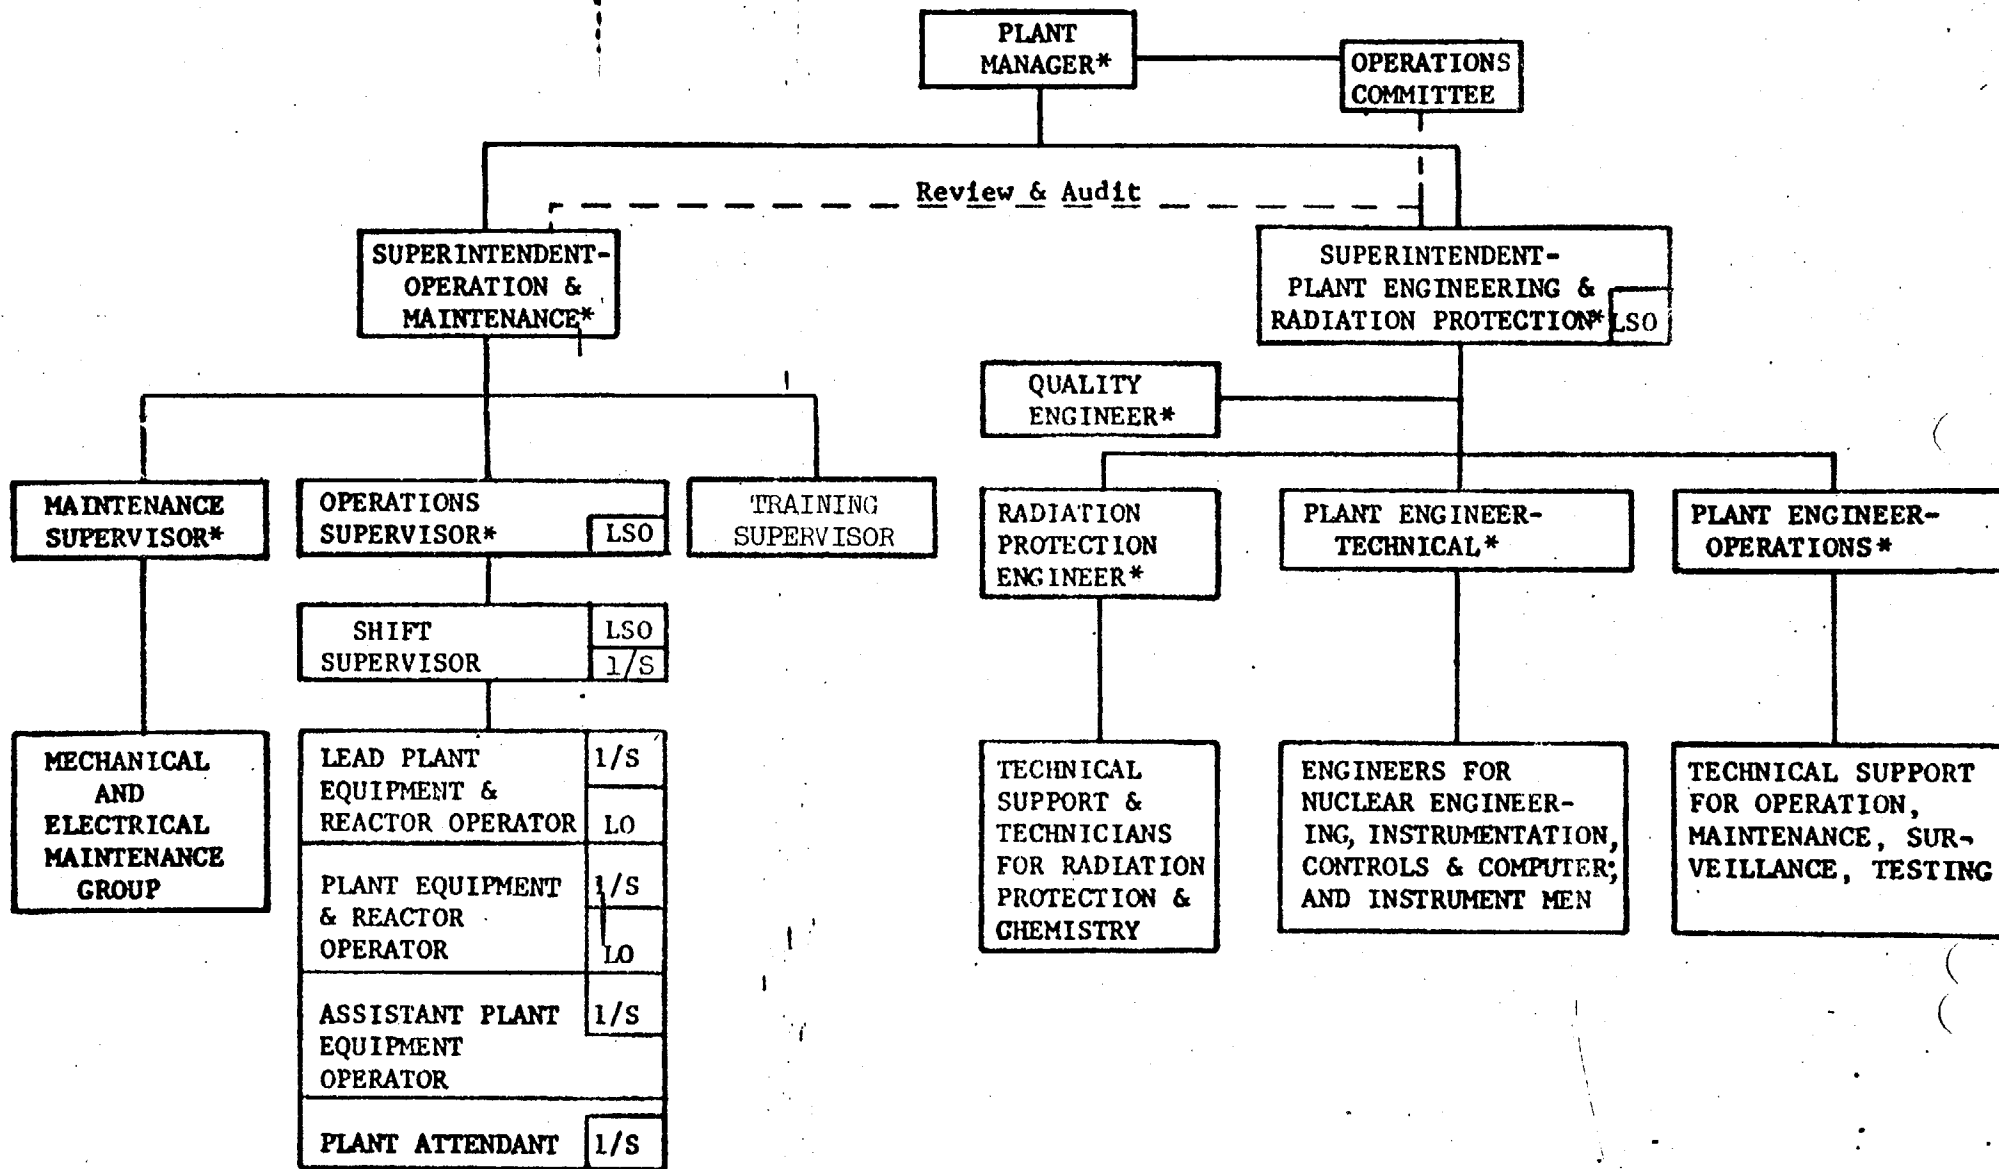 PLANT
MANAGER*
OPERATIONS
COMMITTEE
Review & Audit
SUPERINTENDENT-
OPERATION &
MAINTENANCE*
SUPERINTENDENT-
PLANT ENGINEERING &
RADIATION PROTECTION*
LSO
QUALITY
ENGINEER*
MAINTENANCE
SUPERVISOR*
OPERATIONS
SUPERVISOR*
LSO
TRAINING
SUPERVISOR
RADIATION
PROTECTION
ENGINEER*
PLANT ENGINEER-
TECHNICAL*
PLANT ENGINEER-
OPERATIONS*
SHIFT
SUPERVISOR
LSO
1/S
MECHANICAL
AND
ELECTRICAL
MAINTENANCE
GROUP
LEAD PLANT
EQUIPMENT &
REACTOR OPERATOR
1/S
LO
PLANT EQUIPMENT
& REACTOR
OPERATOR
1/S
LO
ASSISTANT PLANT
EQUIPMENT
OPERATOR
1/S
PLANT ATTENDANT
1/S
TECHNICAL
SUPPORT &
TECHNICIANS
FOR RADIATION
PROTECTION &
CHEMISTRY
ENGINEERS FOR
NUCLEAR ENGINEER-
ING, INSTRUMENTATION,
CONTROLS & COMPUTER;
AND INSTRUMENT MEN
TECHNICAL SUPPORT
FOR OPERATION,
MAINTENANCE, SUR-
VEILLANCE, TESTING